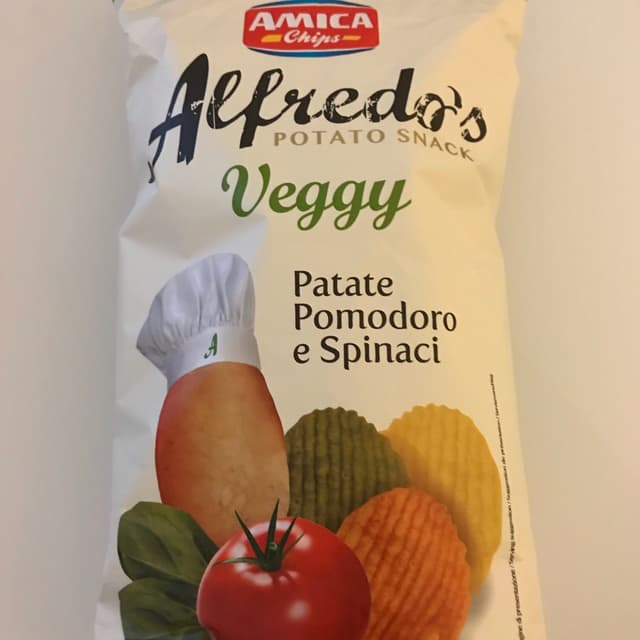 AMICA
Chips
Alfredo's
POTATO SNACK
Veggy
Patate
Pomodoro
e Spinaci
A